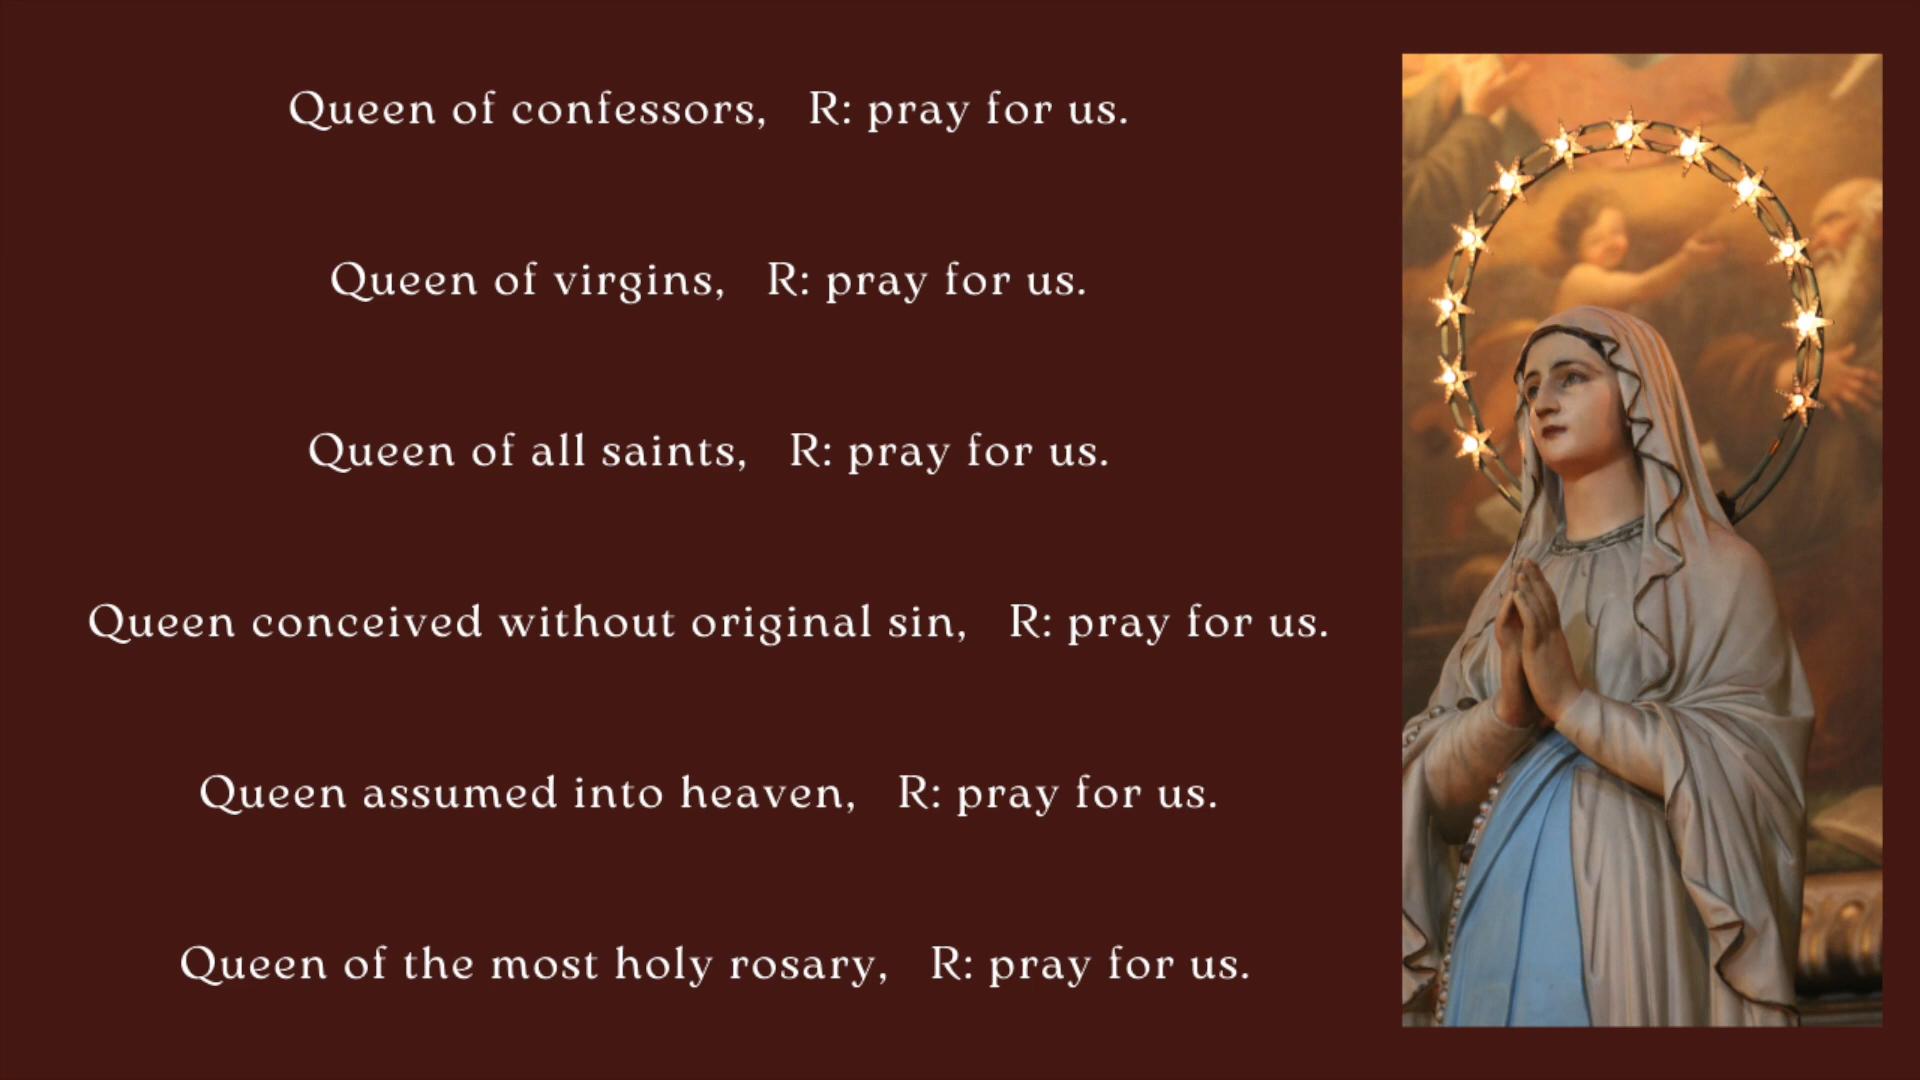 Queen of confessors, R: pray for us.
Queen of virgins, R: pray for us.
Queen of all saints, R: pray for us.
Queen conceived without original sin, R: pray for us.
Queen assumed into heaven, R: pray for us.
Queen of the most holy rosary, R: pray for us.